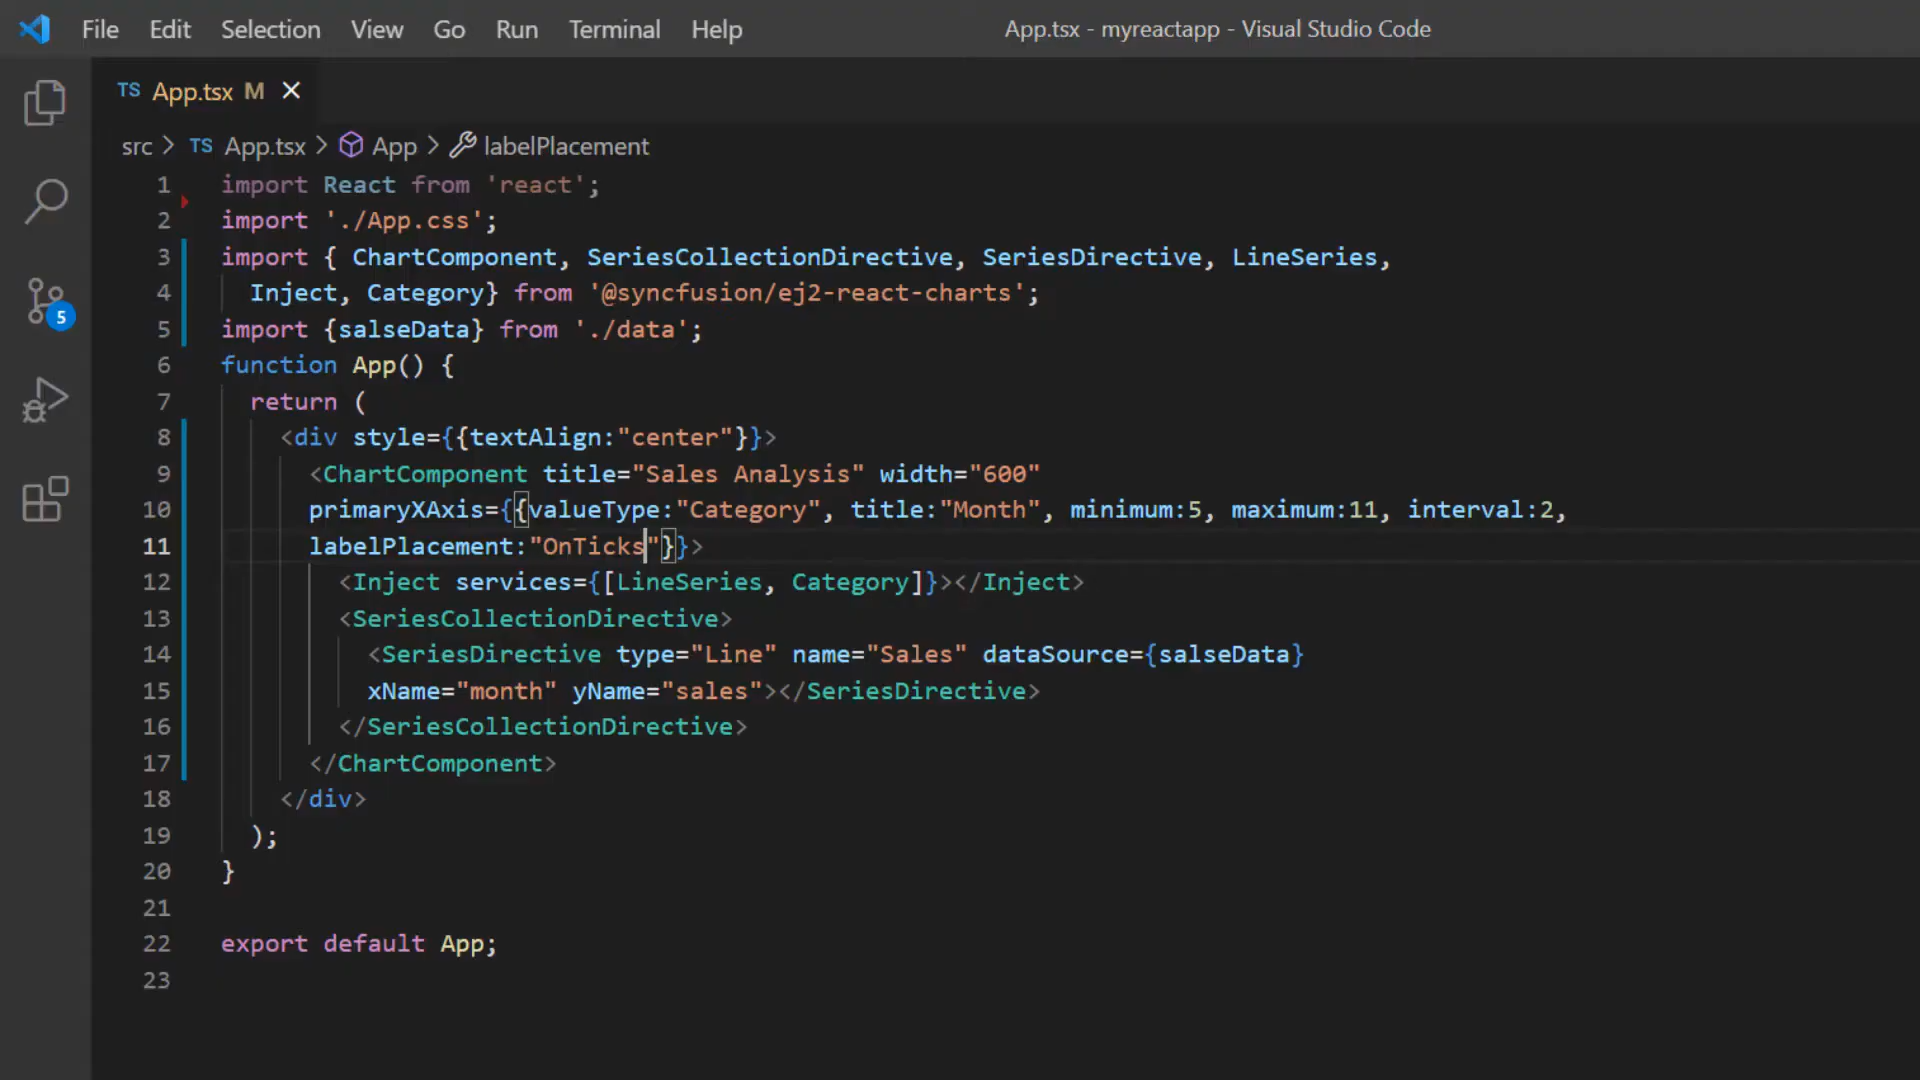 File Edit Selection View Go Run Terminal Help App.tsx - myreactapp - Visual Studio Code
TS App.tsx M
src > TS App.tsx > App > labelPlacement
1 import React from 'react';
2 import './App.css';
3 import { ChartComponent, SeriesCollectionDirective, SeriesDirective, LineSeries,
4 Inject, Category} from '@syncfusion/ej2-react-charts';
5 import {salseData} from './data';
6 function App() {
7 return (
8 <div style={{textAlign:"center"}}>
9 <ChartComponent title="Sales Analysis" width="600"
10 primaryXAxis={{valueType:"Category", title:"Month", minimum:5, maximum:11, interval:2,
11 labelPlacement:"OnTicks"}}>
12 <Inject services={[LineSeries, Category]}></Inject>
13 <SeriesCollectionDirective>
14 <SeriesDirective type="Line" name="Sales" dataSource={salseData}
15 xName="month" yName="sales"></SeriesDirective>
16 </SeriesCollectionDirective>
17 </ChartComponent>
18 </div>
19 );
20 }
21
22 export default App;
23
5